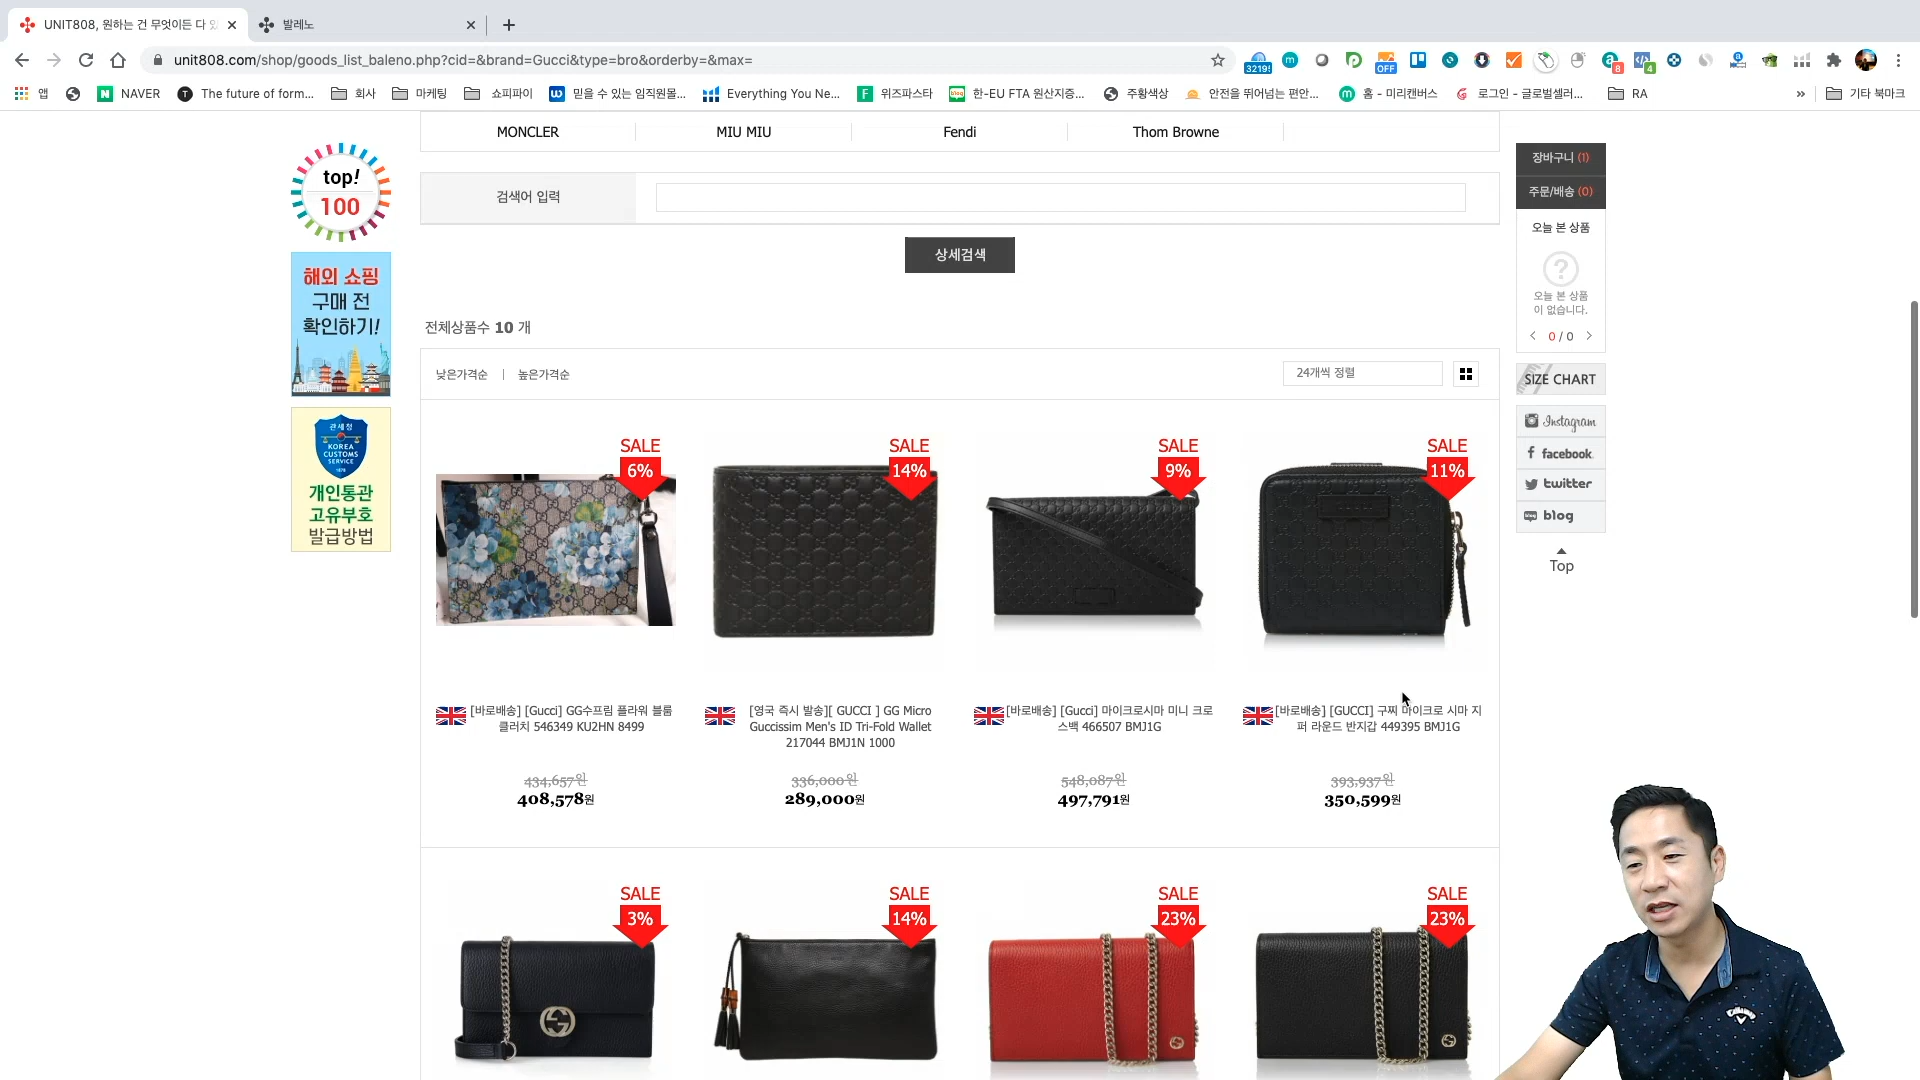 UNIT808, 원하는 건 무엇이든 다 있
발레노
unit808.com/shop/goods_list_baleno.php?cid=&brand=Gucci&type=bro&orderby=&max=
앱
NAVER
The future of form...
회사
마케팅
쇼피파이
믿을 수 있는 임직원몰...
Everything You Ne...
위즈파스타
한-EU FTA 원산지증...
주황색상
안전을 뛰어넘는 편안...
홈 - 미리캔버스
로그인 - 글로벌셀러...
RA
»
기타 북마크
MONCLER
MIU MIU
Fendi
Thom Browne
검색어 입력
상세검색
top!
100
해외 쇼핑
구매 전
확인하기!
관세청
KOREA
CUSTOMS
SERVICE
개인통관
고유부호
발급방법
장바구니 (1)
주문/배송 (0)
오늘 본 상품
?
오늘 본 상품
이 없습니다.
0 / 0
SIZE CHART
Instagram
facebook
twitter
blog
Top
전체상품수 10 개
낮은가격순 | 높은가격순
24개씩 정렬
SALE
6%
SALE
14%
SALE
9%
SALE
11%
[바로배송] [Gucci] GG수프림 플라워 블룸
클러치 546349 KU2HN 8499
434,657원
408,578원
[영국 즉시 발송][ GUCCI ] GG Micro
Guccissim Men's ID Tri-Fold Wallet
217044 BMJ1N 1000
336,000원
289,000원
[바로배송] [Gucci] 마이크로시마 미니 크로
스백 466507 BMJ1G
548,087원
497,791원
[바로배송] [GUCCI] 구찌 마이크로 시마 지
퍼 라운드 반지갑 449395 BMJ1G
393,937원
350,599원
SALE
3%
SALE
14%
SALE
23%
SALE
23%
Callaway